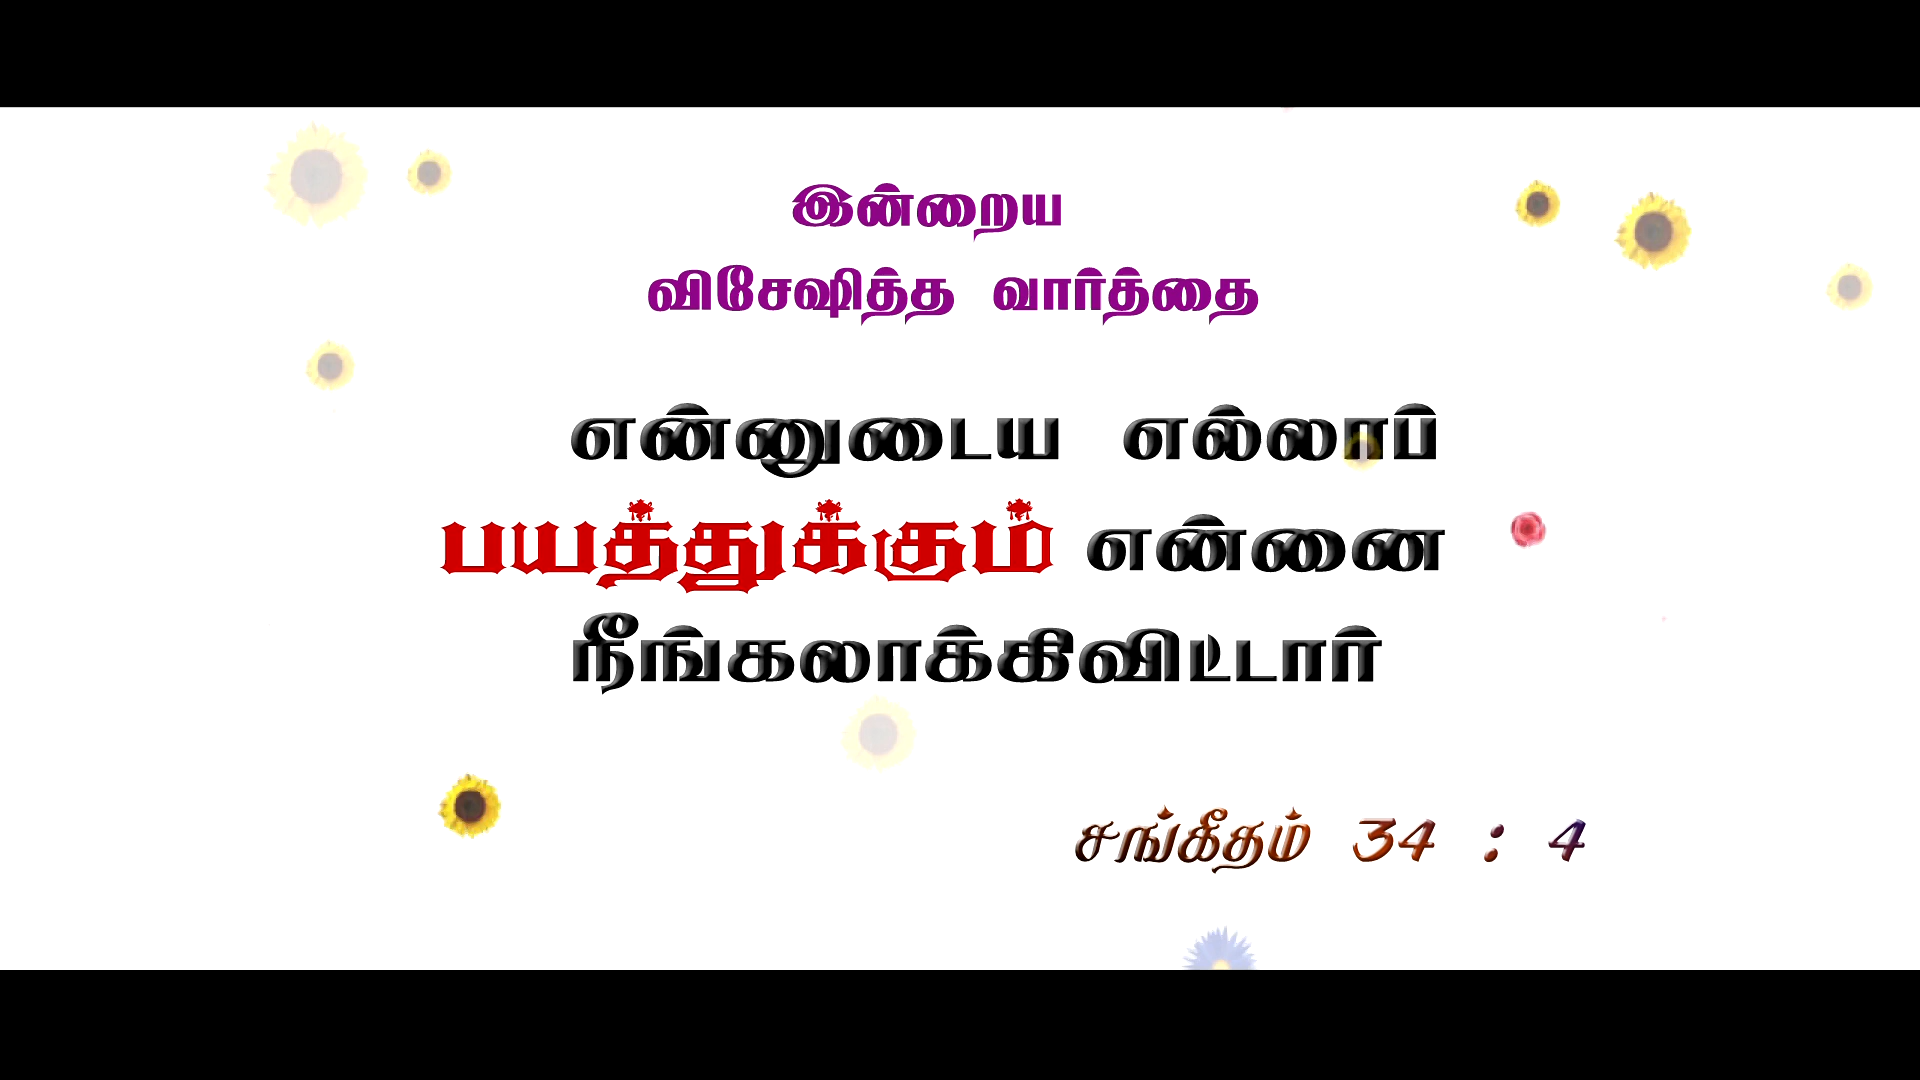 இன்றைய
விசேஷித்த வார்த்தை
என்னுடைய எல்லாப்
பயத்துக்கும் என்னை
நீங்கலாக்கிவிட்டார்
சங்கீதம் 34 : 4